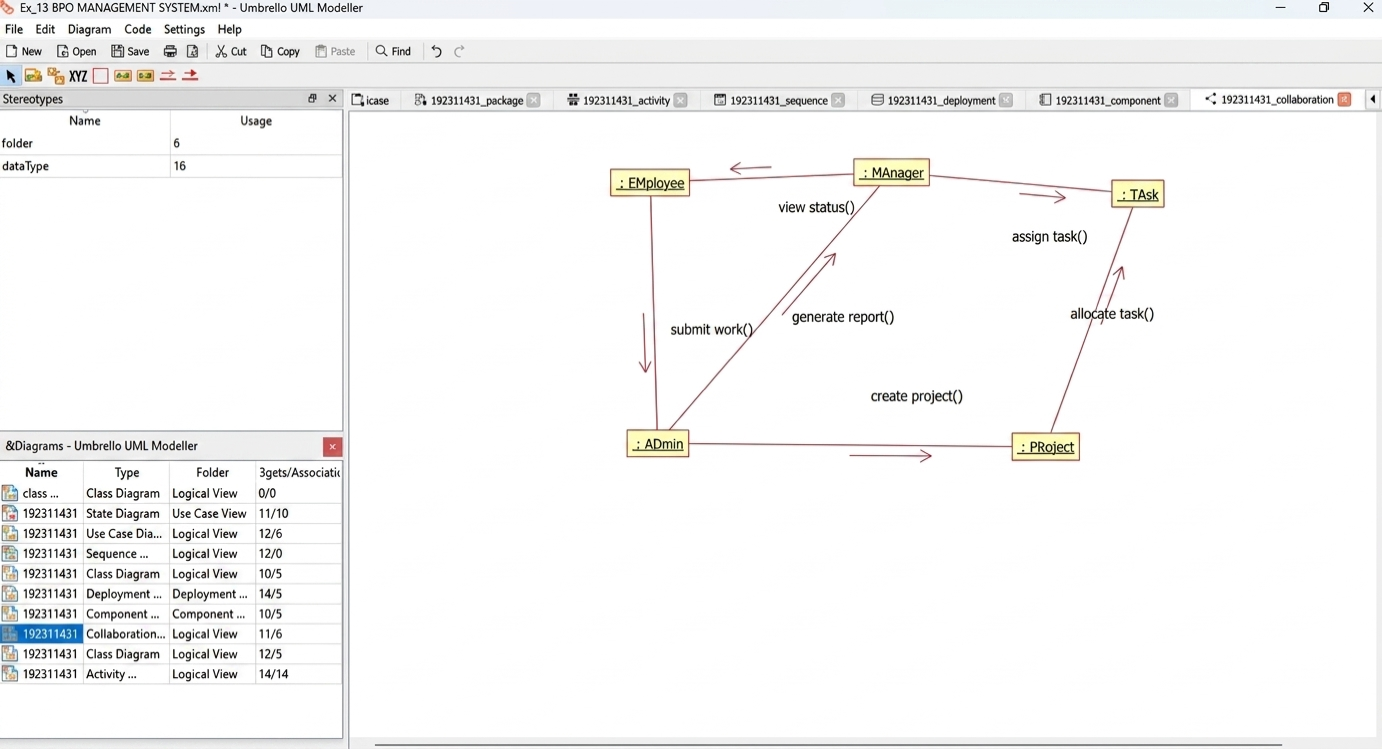 Ex_13 BPO MANAGEMENT SYSTEM.xm! * - Umbrello UML Modeller
File Edit Diagram Code Settings Help
New Open Save Cut Copy Paste Find
XYZ
Stereotypes
icase 192311431_package 192311431_activity 192311431_sequence 192311431_deployment 192311431_component 192311431_collaboration
Name Usage
folder 6
dataType 16
: EMployee
: MAnager
: TAsk
view status()
assign task()
submit work()
generate report()
allocate task()
create project()
: ADmin
: PRoject
&Diagrams - Umbrello UML Modeller
Name Type Folder 3gets/Associatic
class ... Class Diagram Logical View 0/0
192311431 State Diagram Use Case View 11/10
192311431 Use Case Dia... Logical View 12/6
192311431 Sequence ... Logical View 12/0
192311431 Class Diagram Logical View 10/5
192311431 Deployment ... Deployment ... 14/5
192311431 Component ... Component ... 10/5
192311431 Collaboration... Logical View 11/6
192311431 Class Diagram Logical View 12/5
192311431 Activity ... Logical View 14/14